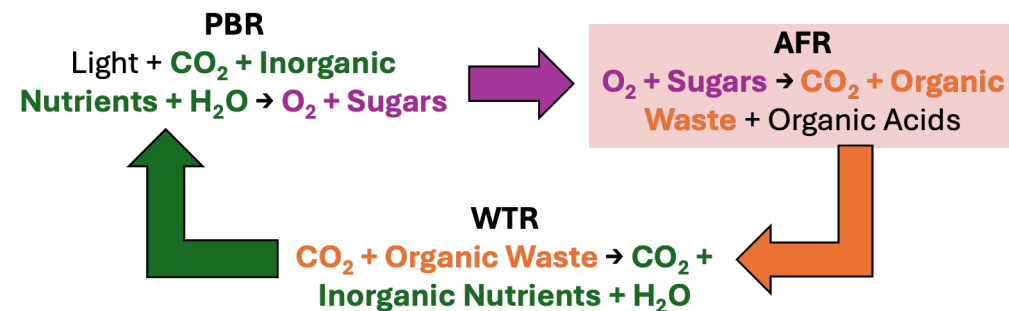 PBR
Light + CO₂ + Inorganic
Nutrients + H₂O → O₂ + Sugars
AFR
O₂ + Sugars → CO₂ + Organic
Waste + Organic Acids
WTR
CO₂ + Organic Waste → CO₂ +
Inorganic Nutrients + H₂O